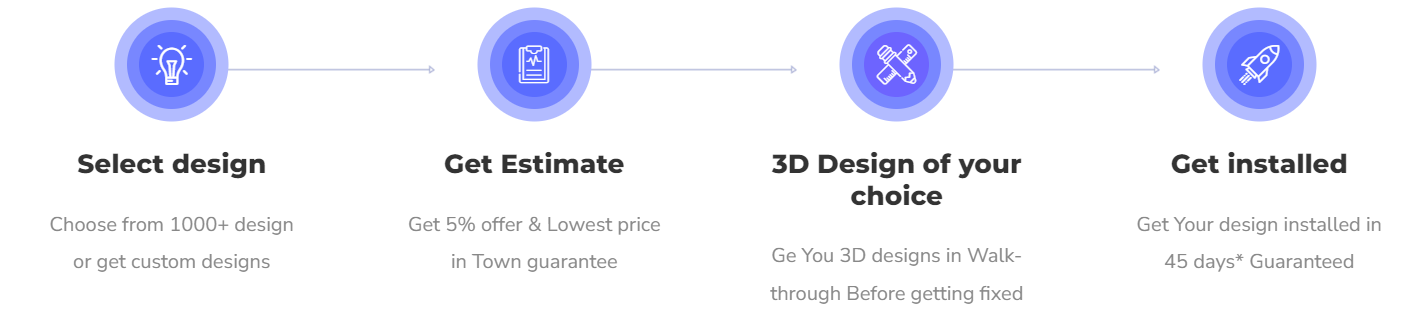 Select design
Choose from 1000+ design
or get custom designs
Get Estimate
Get 5% offer & Lowest price
in Town guarantee
3D Design of your
choice
Ge You 3D designs in Walk-
through Before getting fixed
Get installed
Get Your design installed in
45 days* Guaranteed